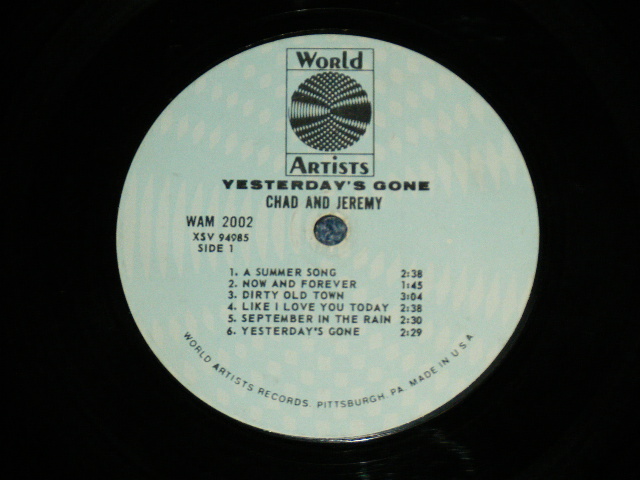 World
Artists
YESTERDAY'S GONE
CHAD AND JEREMY
WAM 2002
XSV 94985
SIDE 1
1. A SUMMER SONG 2:38
2. NOW AND FOREVER 1:45
3. DIRTY OLD TOWN 3:04
4. LIKE I LOVE YOU TODAY 2:38
5. SEPTEMBER IN THE RAIN 2:30
6. YESTERDAY'S GONE 2:29
WORLD ARTISTS RECORDS, PITTSBURGH, PA. MADE IN U S A